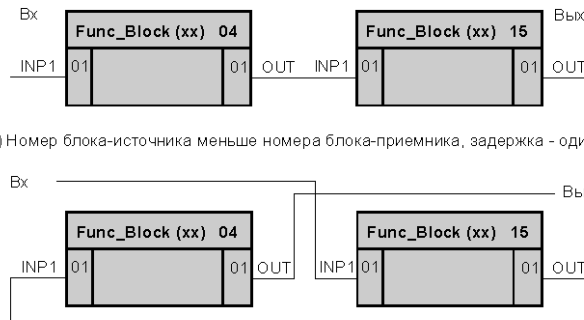 Вх
Func_Block (xx) 04
Func_Block (xx) 15
Вых
INP1 01 01 OUT INP1 01 01 OUT
) Номер блока-источника меньше номера блока-приемника, задержка - оди
Вх
Вы
Func_Block (xx) 04
Func_Block (xx) 15
INP1 01 01 OUT INP1 01 01 OUT